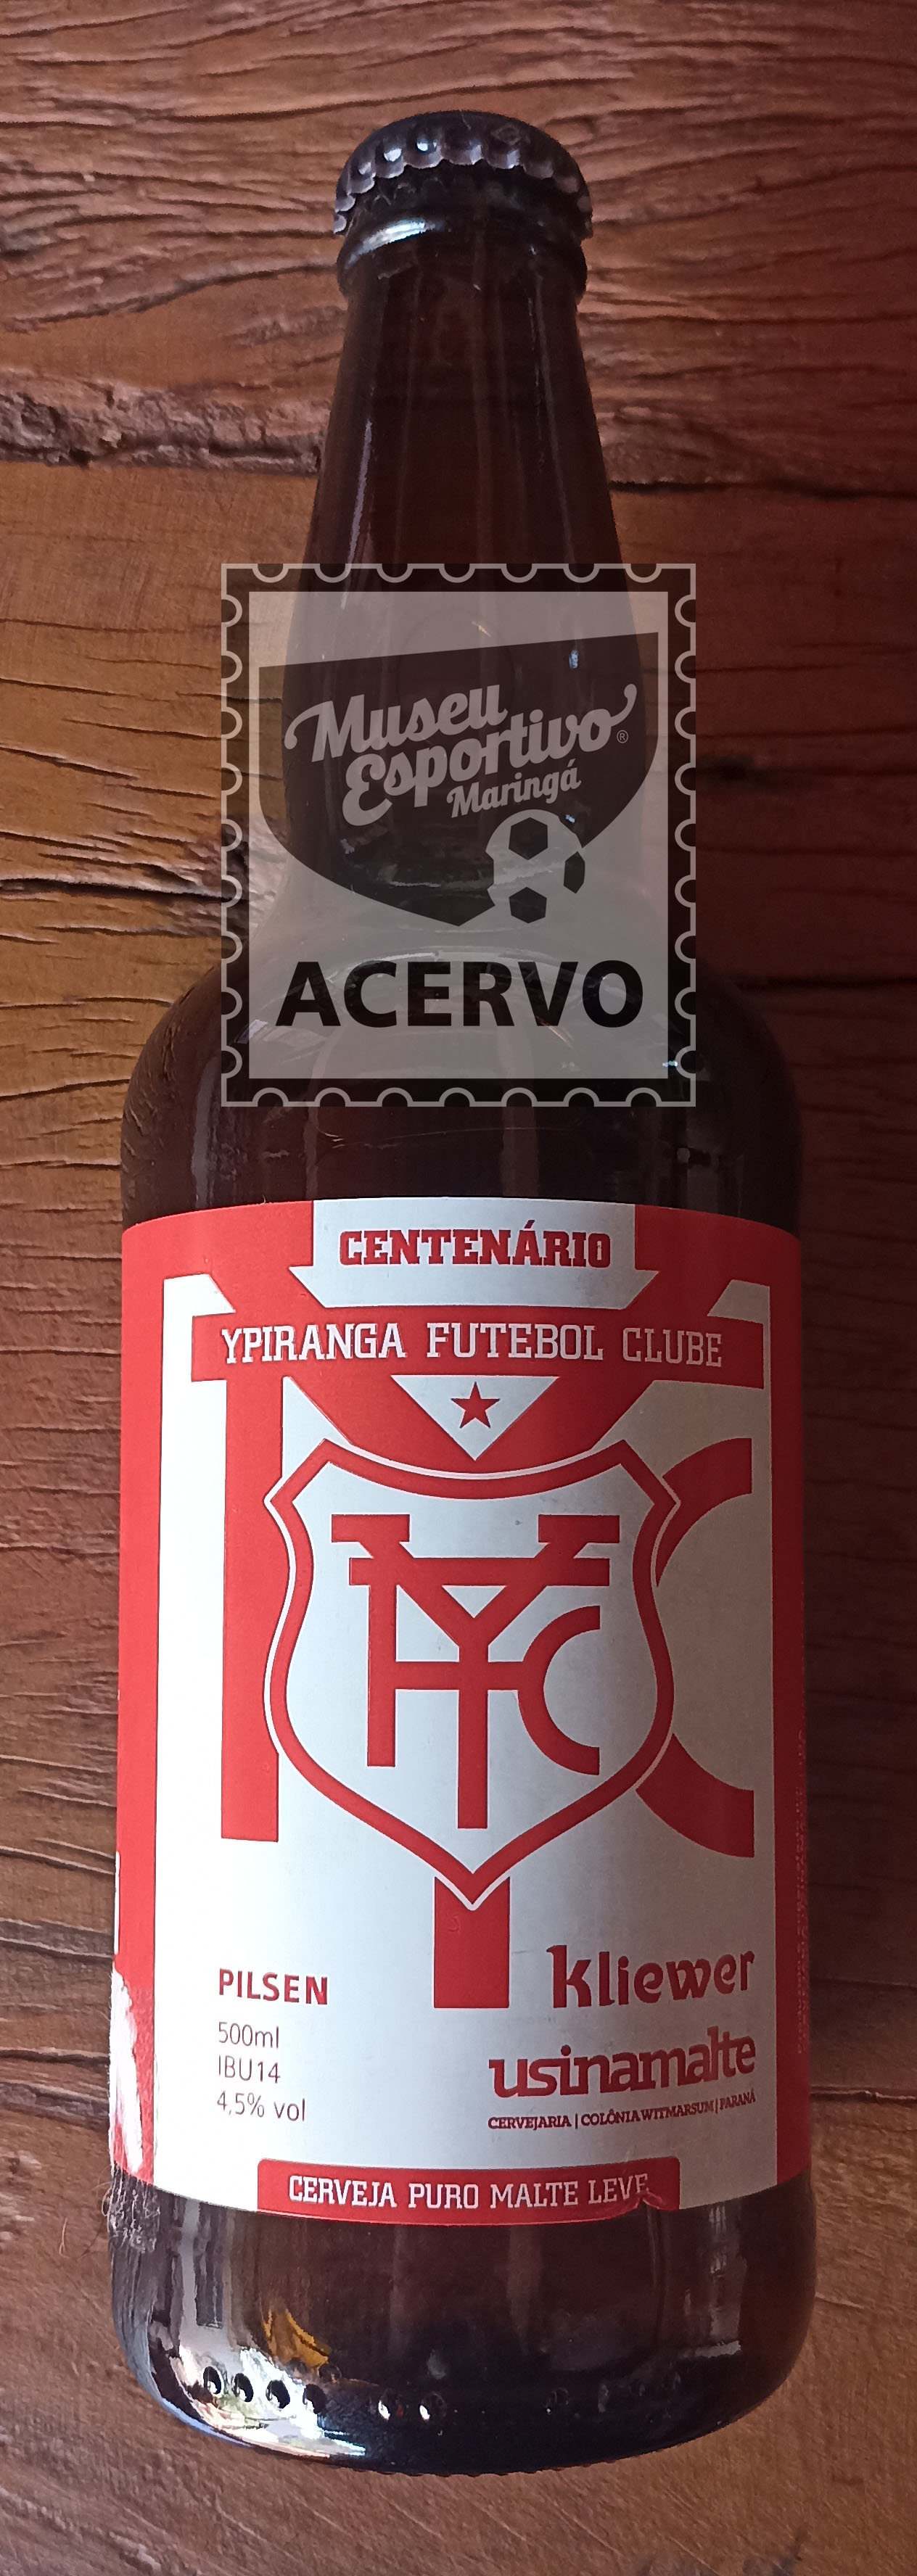 Museu
Esportivo®
Maringá
ACERVO
CENTENÁRIO
YPIRANGA FUTEBOL CLUBE
YFC
PILSEN
500ml
IBU14
4,5% vol
kliewer
usinamalte
CERVEJARIA | COLÔNIA WITMARSUM | PARANÁ
CERVEJA PURO MALTE LEVE